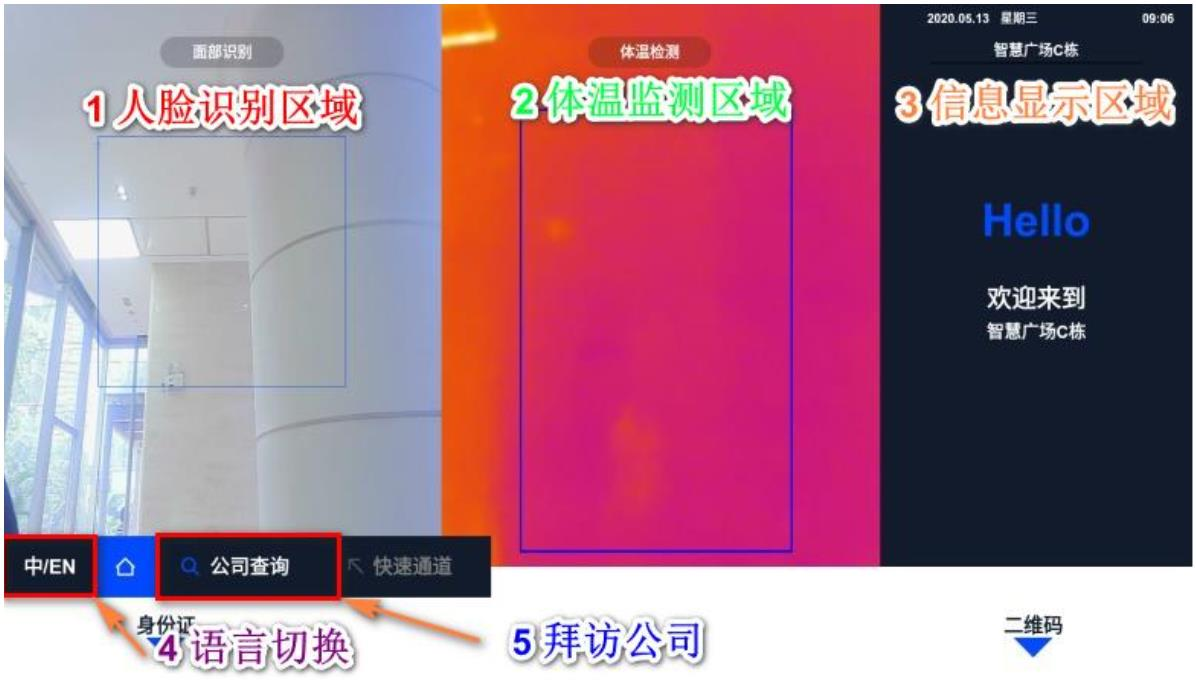 面部识别
1 人脸识别区域
体温检测
2 体温监测区域
2020.05.13 星期三 09:06
智慧广场C栋
3 信息显示区域
Hello
欢迎来到
智慧广场C栋
中/EN
公司查询
快速通道
身份证
4 语言切换
5 拜访公司
二维码